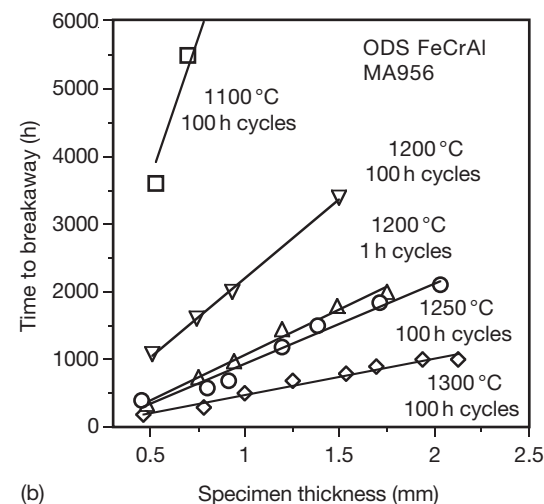 6000
5000
4000
3000
2000
1000
0
Time to breakaway (h)
ODS FeCrAl
MA956
1100 °C
100 h cycles
1200 °C
100 h cycles
1200 °C
1 h cycles
1250 °C
100 h cycles
1300 °C
100 h cycles
0.5 1 1.5 2 2.5
(b) Specimen thickness (mm)